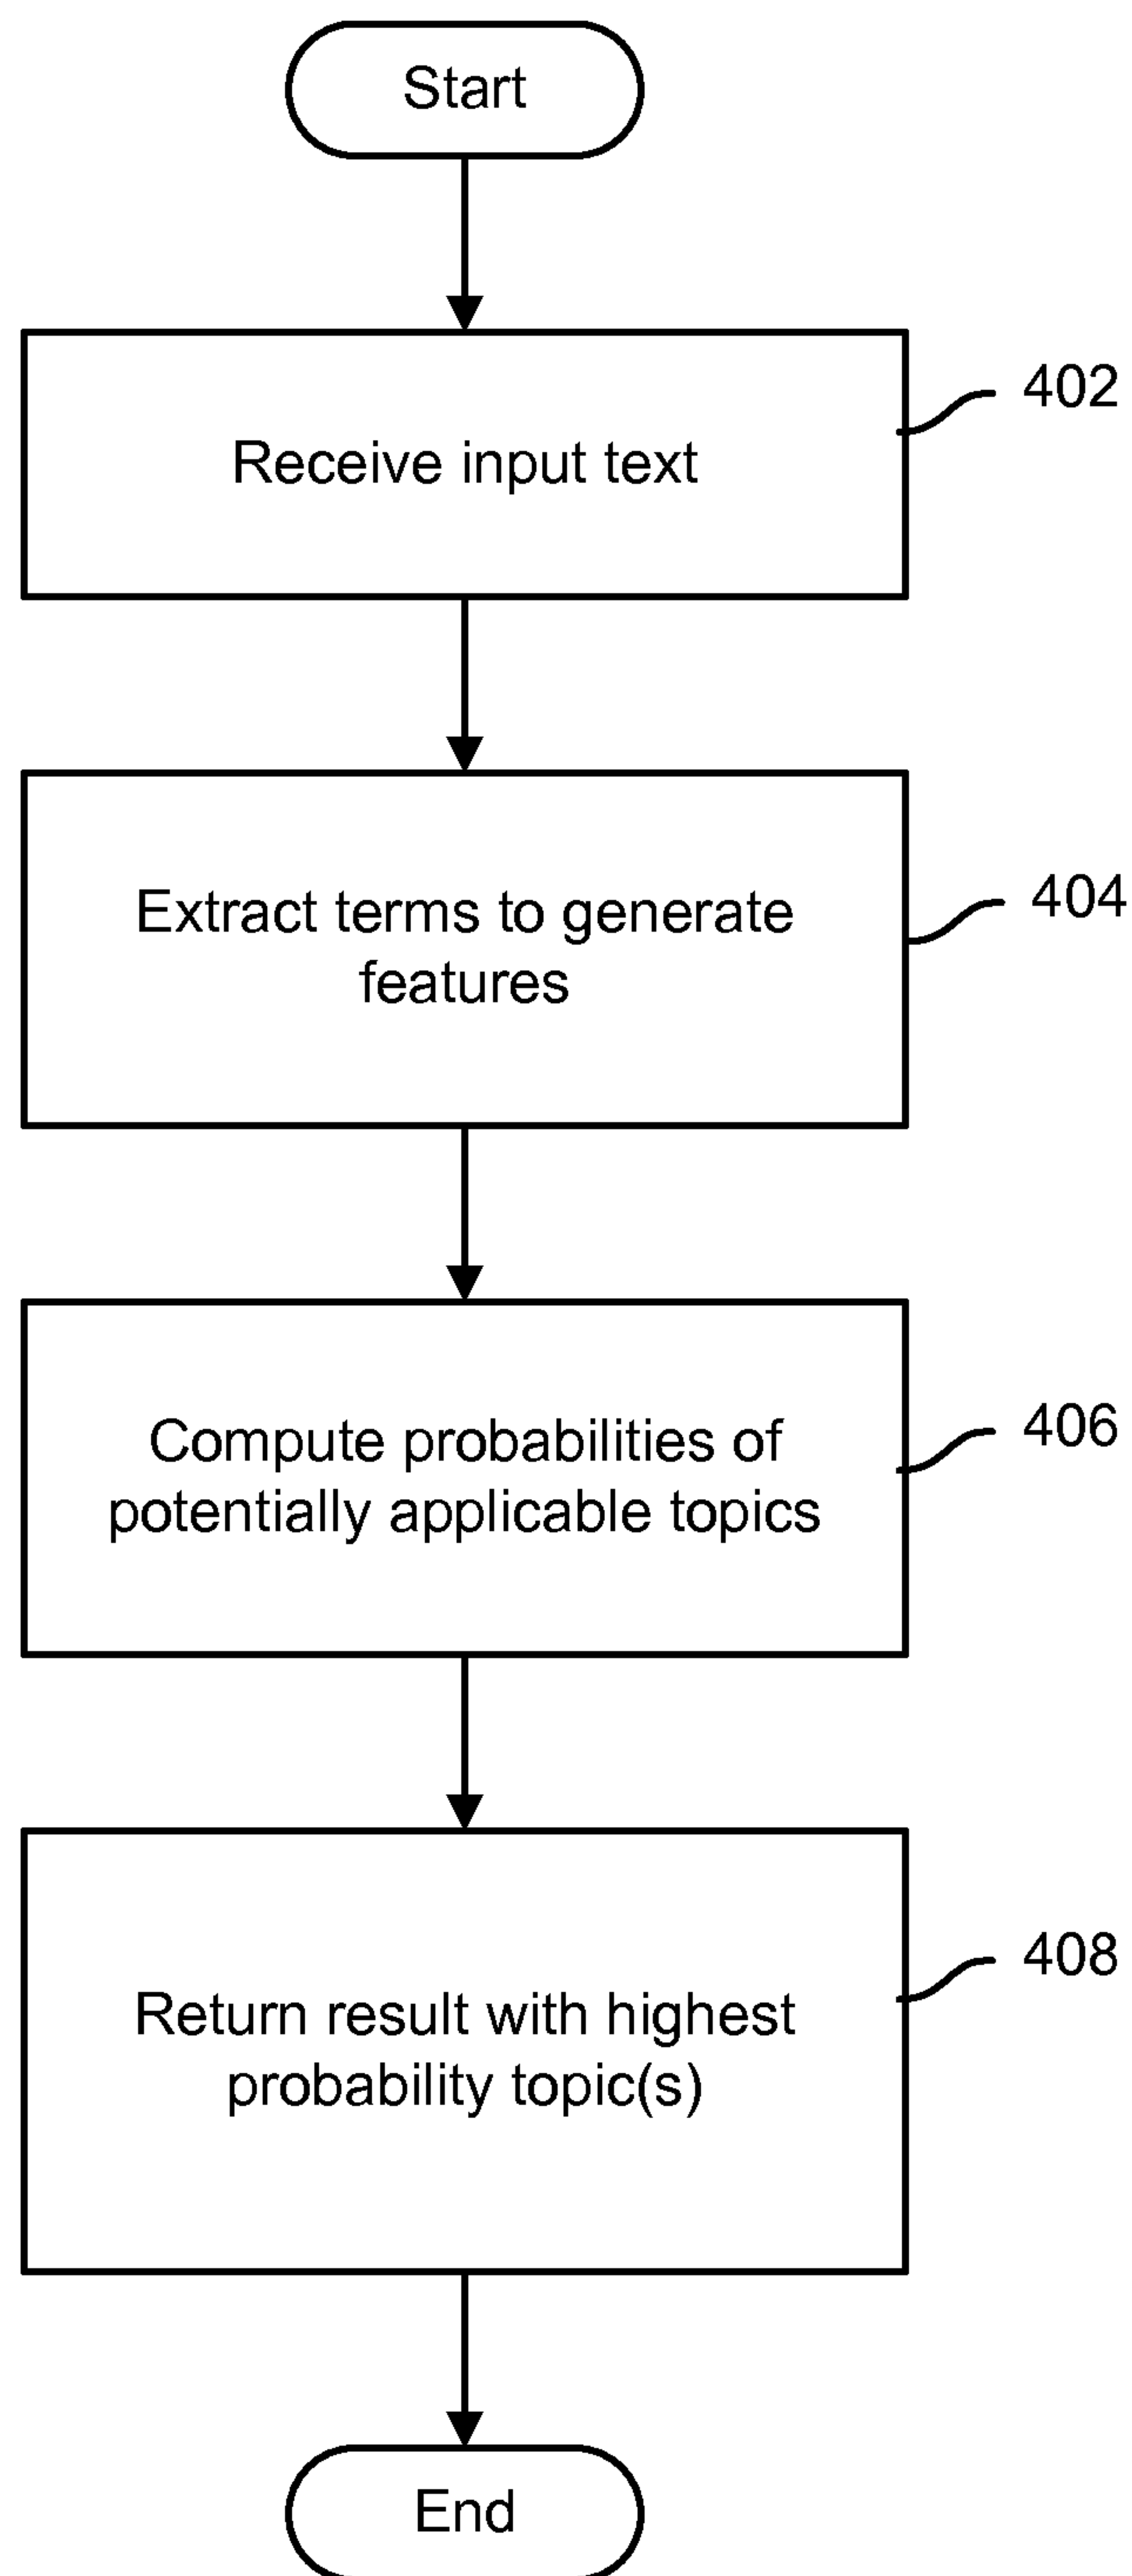 Start
402
Receive input text
404
Extract terms to generate
features
406
Compute probabilities of
potentially applicable topics
408
Return result with highest
probability topic(s)
End